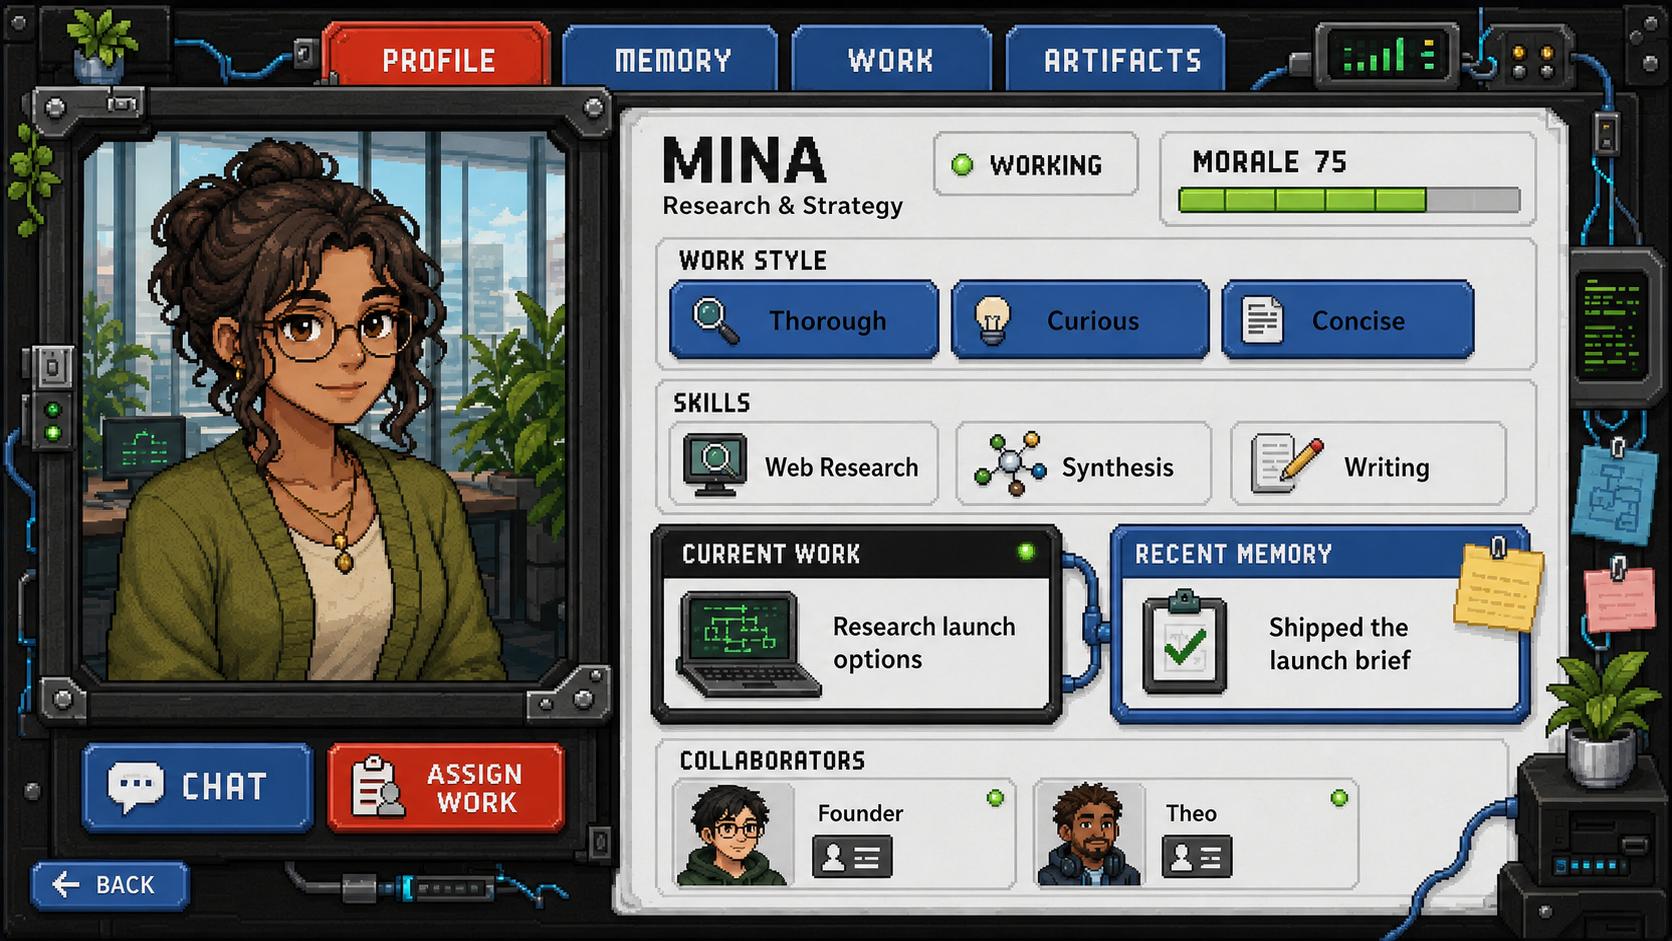 PROFILE
MEMORY
WORK
ARTIFACTS
MINA
Research & Strategy
WORKING
MORALE 75
WORK STYLE
Thorough
Curious
Concise
SKILLS
Web Research
Synthesis
Writing
CURRENT WORK
Research launch
options
RECENT MEMORY
Shipped the
launch brief
COLLABORATORS
Founder
Theo
CHAT
ASSIGN
WORK
BACK